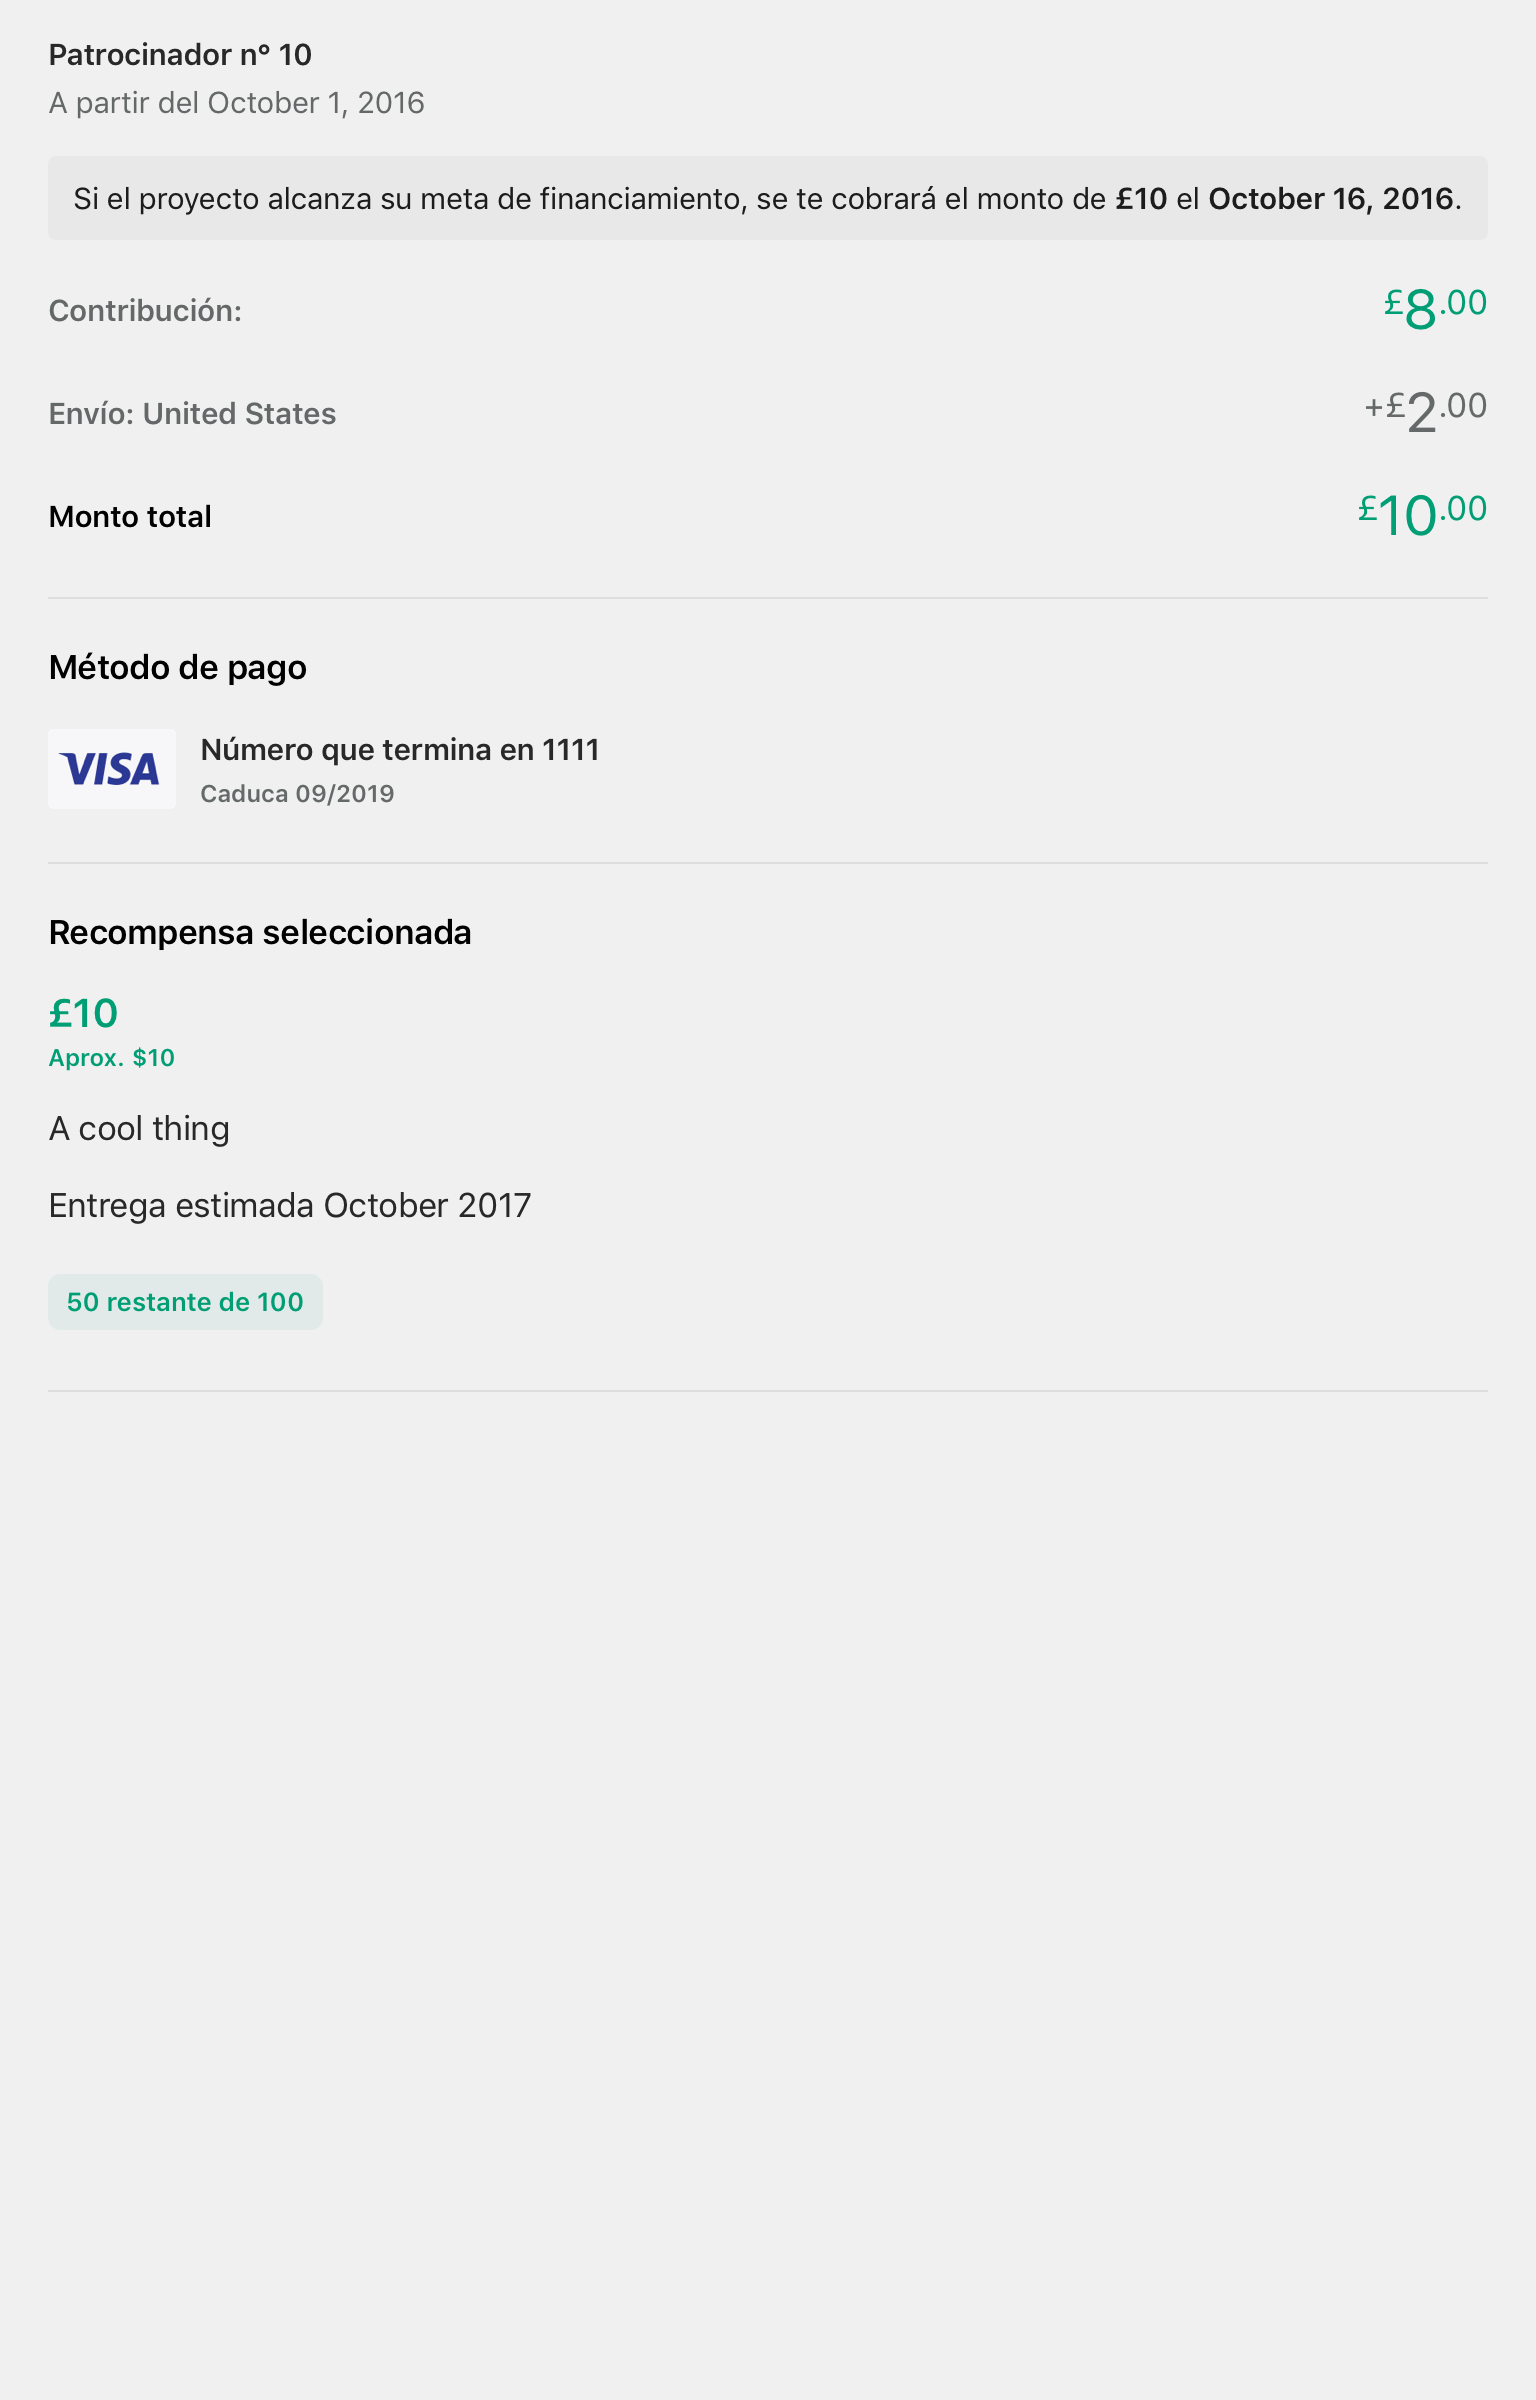 Patrocinador nº 10
A partir del October 1, 2016
Si el proyecto alcanza su meta de financiamiento, se te cobrará el monto de £10 el October 16, 2016.
Contribución: £8.00
Envío: United States +£2.00
Monto total £10.00
Método de pago
VISA Número que termina en 1111
Caduca 09/2019
Recompensa seleccionada
£10
Aprox. $10
A cool thing
Entrega estimada October 2017
50 restante de 100